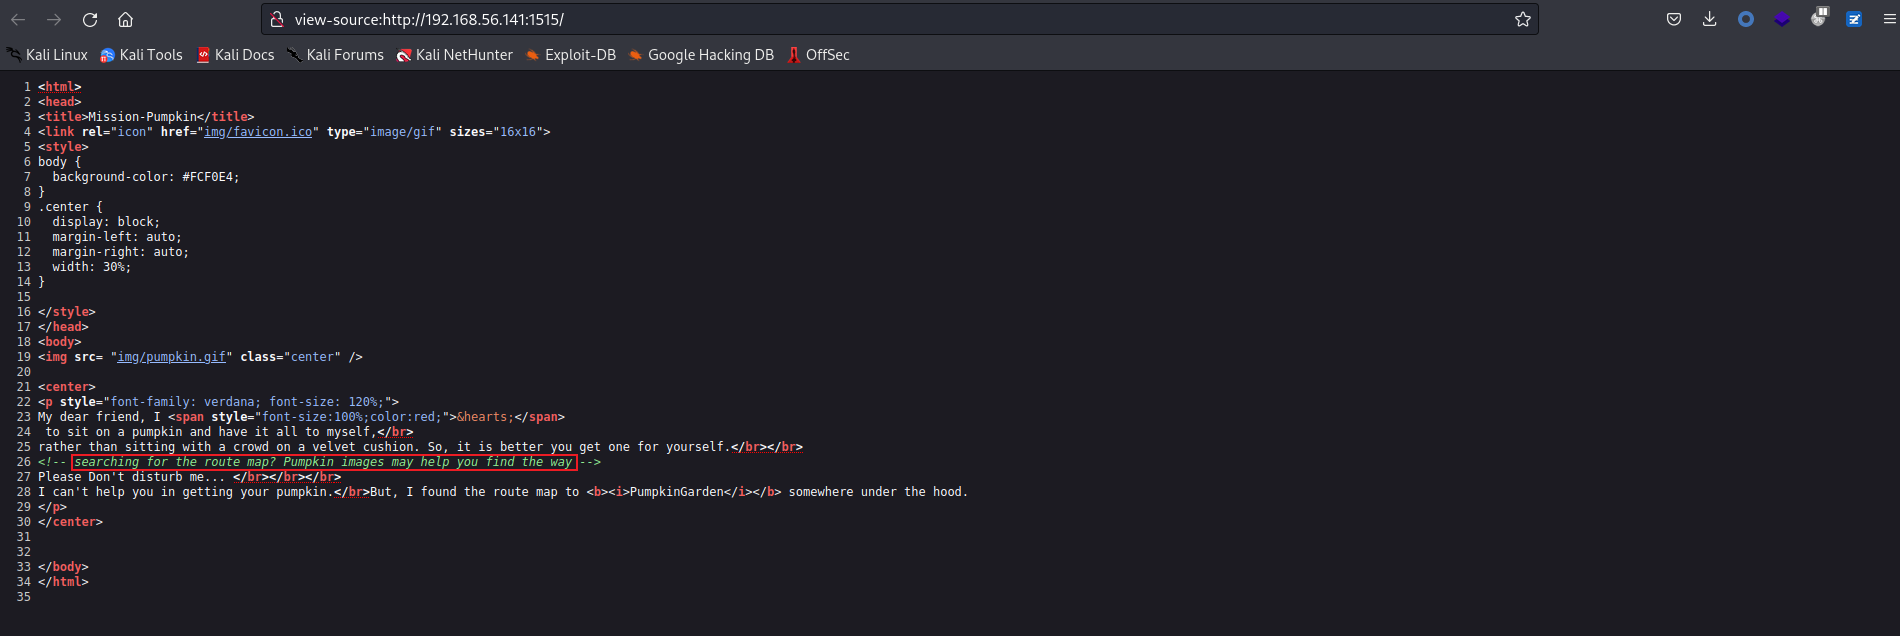 view-source:http://192.168.56.141:1515/
Kali Linux Kali Tools Kali Docs Kali Forums Kali NetHunter Exploit-DB Google Hacking DB OffSec
1 <html>
2 <head>
3 <title>Mission-Pumpkin</title>
4 <link rel="icon" href="img/favicon.ico" type="image/gif" sizes="16x16">
5 <style>
6 body {
7   background-color: #FCF0E4;
8 }
9 .center {
10   display: block;
11   margin-left: auto;
12   margin-right: auto;
13   width: 30%;
14 }
15
16 </style>
17 </head>
18 <body>
19 <img src= "img/pumpkin.gif" class="center" />
20
21 <center>
22 <p style="font-family: verdana; font-size: 120%;">
23 My dear friend, I <span style="font-size:100%;color:red;">&hearts;</span>
24  to sit on a pumpkin and have it all to myself,</br>
25 rather than sitting with a crowd on a velvet cushion. So, it is better you get one for yourself.</br></br>
26 <!-- searching for the route map? Pumpkin images may help you find the way -->
27 Please Don't disturb me... </br></br></br>
28 I can't help you in getting your pumpkin.</br>But, I found the route map to <b><i>PumpkinGarden</i></b> somewhere under the hood.
29 </p>
30 </center>
31
32
33 </body>
34 </html>
35